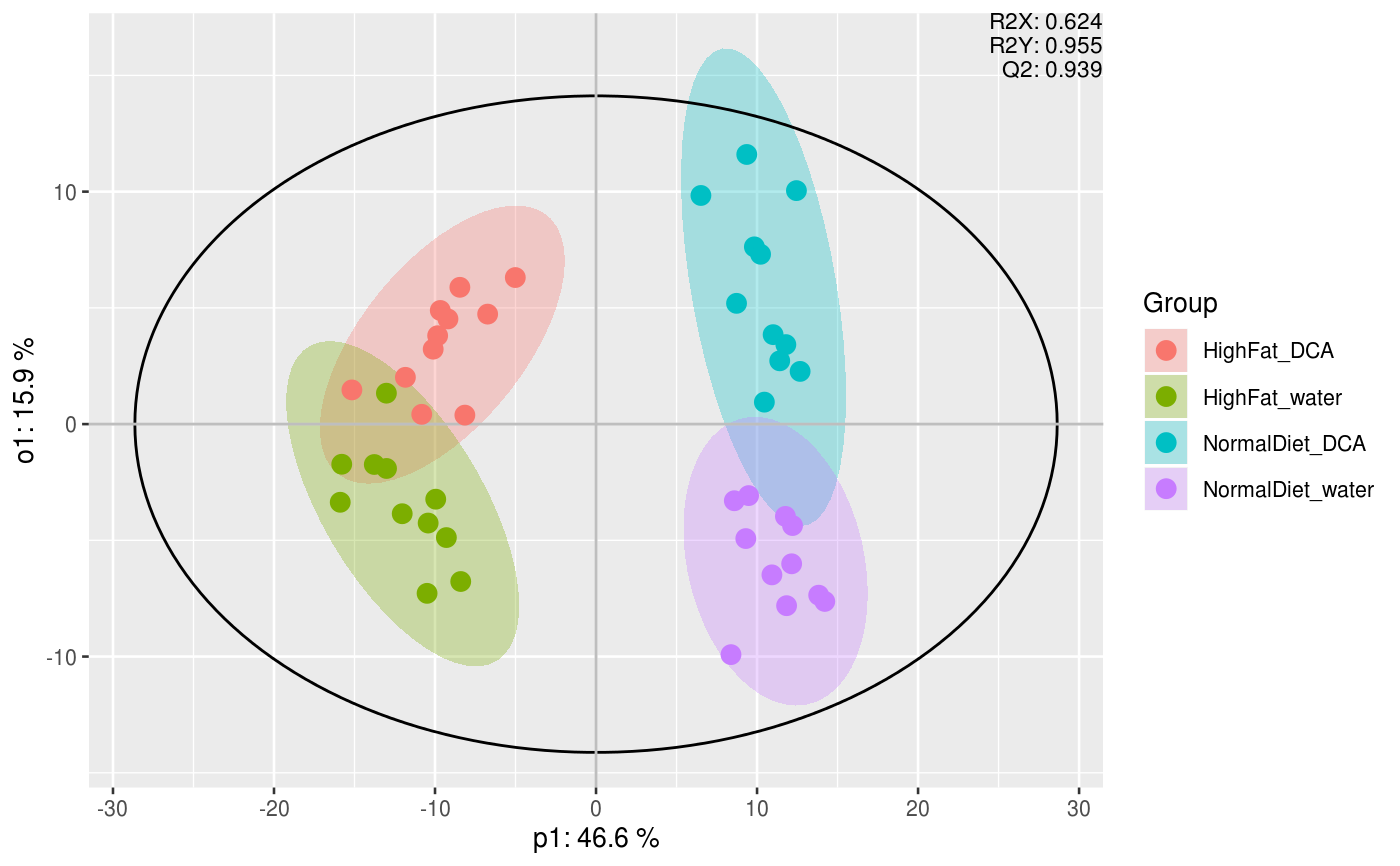 R2X: 0.624
R2Y: 0.955
Q2: 0.939
10
0
-10
o1: 15.9 %
-30
-20
-10
0
10
20
30
p1: 46.6 %
Group
HighFat_DCA
HighFat_water
NormalDiet_DCA
NormalDiet_water